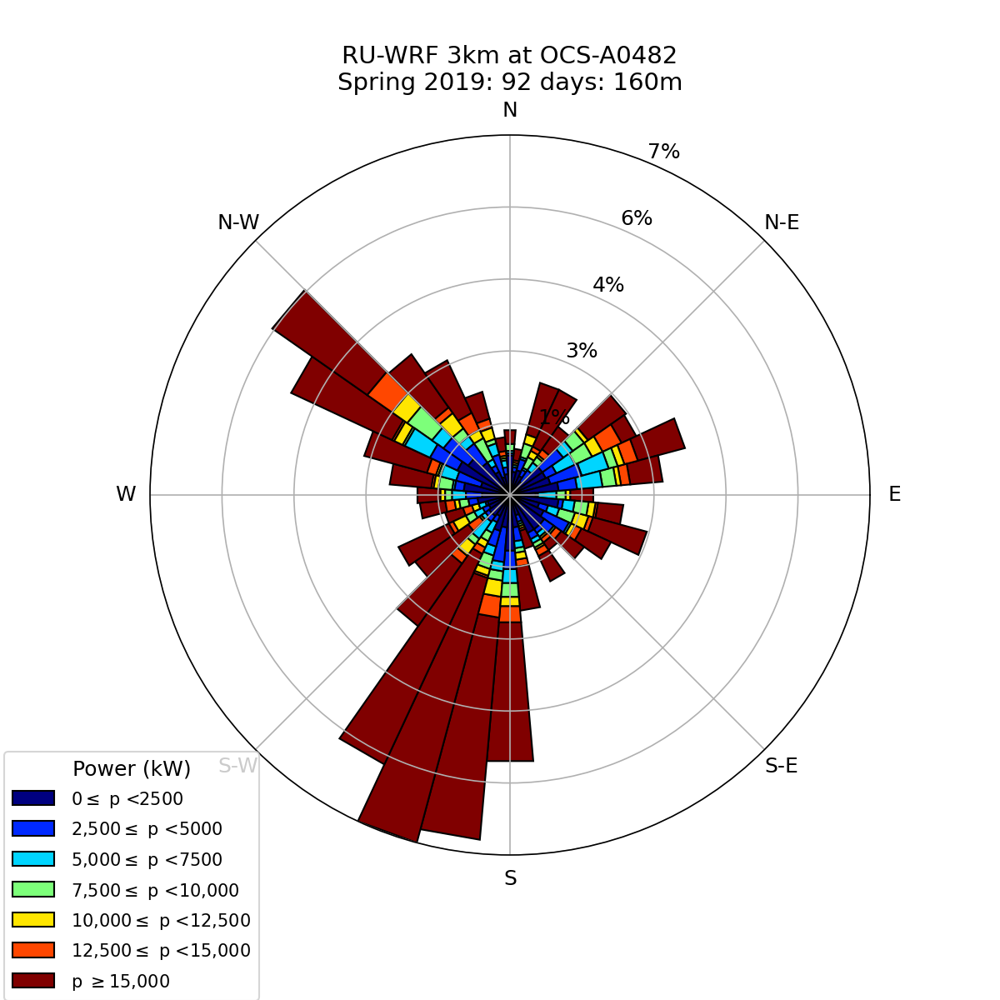 RU-WRF 3km at OCS-A0482
Spring 2019: 92 days: 160m
N
7%
N-W
6%
N-E
4%
3%
1%
W
E
S-W
S-E
S
Power (kW)
0≤ p <2500
2,500≤ p <5000
5,000≤ p <7500
7,500≤ p <10,000
10,000≤ p <12,500
12,500≤ p <15,000
p ≥15,000